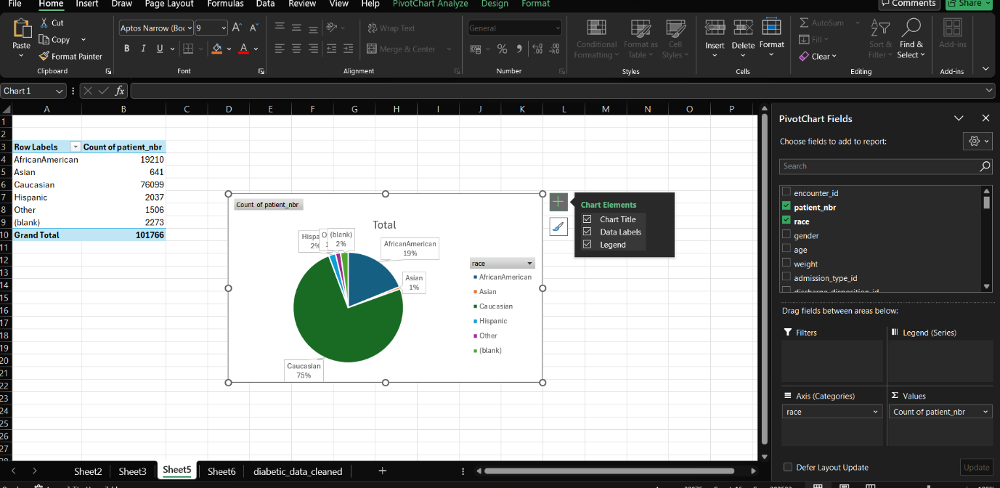 File Home Insert Draw Page Layout Formulas Data Review View Help PivotChart Analyze Design Format Comments Share
Paste
Cut
Copy
Format Painter
Clipboard
Aptos Narrow (Boc 9 A A
B I U A
Font
Wrap Text
Merge & Center
Alignment
General
% 9
Number
Conditional Formatting
Format as Table
Cell Styles
Styles
Insert
Delete
Format
Cells
AutoSum
Fill
Clear
Sort & Filter
Find & Select
Editing
Add-ins
Add-ins
Chart 1 fx
A B C D E F G H I J K L M N O P
1
2
3 Row Labels Count of patient_nbr
4 AfricanAmerican 19210
5 Asian 641
6 Caucasian 76099
7 Hispanic 2037
8 Other 1506
9 (blank) 2273
10 Grand Total 101766
11
12
13
14
15
16
17
18
19
20
21
22
23
24
25
26
27
Count of patient_nbr
Total
Hispa
2%
O
1
(blank)
2%
AfricanAmerican
19%
Asian
1%
Caucasian
75%
race
AfricanAmerican
Asian
Caucasian
Hispanic
Other
(blank)
Chart Elements
Chart Title
Data Labels
Legend
PivotChart Fields
Choose fields to add to report:
Search
encounter_id
patient_nbr
race
gender
age
weight
admission_type_id
Drag fields between areas below:
Filters
Legend (Series)
Axis (Categories)
Σ Values
race
Count of patient_nbr
Defer Layout Update Update
Sheet2 Sheet3 Sheet5 Sheet6 diabetic_data_cleaned +